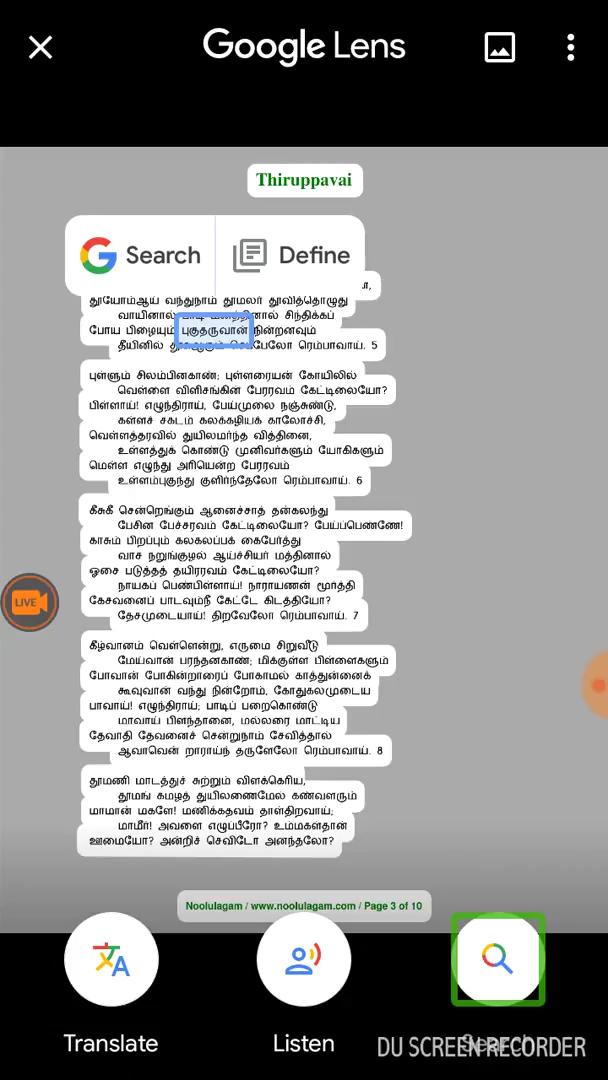 Google Lens
Thiruppavai
Search
Define
தூயோம்ஆய் வந்துநாம் தூமலர் தூவித்தொழுது
வாயினால் பாடி மனத்தினால் சிந்திக்கப்
போய பிழையும் புகுதருவான் நின்றனவும்
தீயினில் தூசுஆகும் செப்பேலோ ரெம்பாவாய். 5
புள்ளும் சிலம்பினகாண்; புள்ளரையன் கோயிலில்
வெள்ளை விளிசங்கின் பேரரவம் கேட்டிலையோ?
பிள்ளாய்! எழுந்திராய், பேய்முலை நஞ்சுண்டு,
கள்ளச் சகடம் கலக்கழியக் காலோச்சி,
வெள்ளத்தரவில் துயிலமர்ந்த வித்தினை,
உள்ளத்துக் கொண்டு முனிவர்களும் யோகிகளும்
மெள்ள எழுந்து அரியென்ற பேரரவம்
உள்ளம்புகுந்து குளிர்ந்தேலோ ரெம்பாவாய். 6
கீசுகீ சென்றெங்கும் ஆனைச்சாத் தன்கலந்து
பேசின பேச்சரவம் கேட்டிலையோ? பேய்ப்பெண்ணே!
காசும் பிறப்பும் கலகலப்பக் கைபேர்த்து
வாச நறுங்குழல் ஆய்ச்சியர் மத்தினால்
ஓசை படுத்தத் தயிரரவம் கேட்டிலையோ?
நாயகப் பெண்பிள்ளாய்! நாராயணன் மூர்த்தி
கேசவனைப் பாடவும்நீ கேட்டே கிடத்தியோ?
தேசமுடையாய்! திறவேலோ ரெம்பாவாய். 7
கீழ்வானம் வெள்ளென்று, எருமை சிறுவீடு
மேய்வான் பரந்தனகாண்; மிக்குள்ள பிள்ளைகளும்
போவான் போகின்றாரைப் போகாமல் காத்துன்னைக்
கூவுவான் வந்து நின்றோம், கோதுகலமுடைய
பாவாய்! எழுந்திராய்; பாடிப் பறைகொண்டு
மாவாய் பிளந்தானை, மல்லரை மாட்டிய
தேவாதி தேவனைச் சென்றுநாம் சேவித்தால்
ஆவாவென் றாராய்ந் தருளேலோ ரெம்பாவாய். 8
தூமணி மாடத்துச் சுற்றும் விளக்கெரிய,
தூமங் கமழத் துயிலணைமேல் கண்வளரும்
மாமான் மகளே! மணிக்கதவம் தாள்திறவாய்;
மாமீர்! அவளை எழுப்பீரோ? உம்மகள்தான்
ஊமையோ? அன்றிச் செவிடோ அனந்தலோ?
LIVE
Noolulagam / www.noolulagam.com / Page 3 of 10
Translate
Listen
Search
DU SCREEN RECORDER